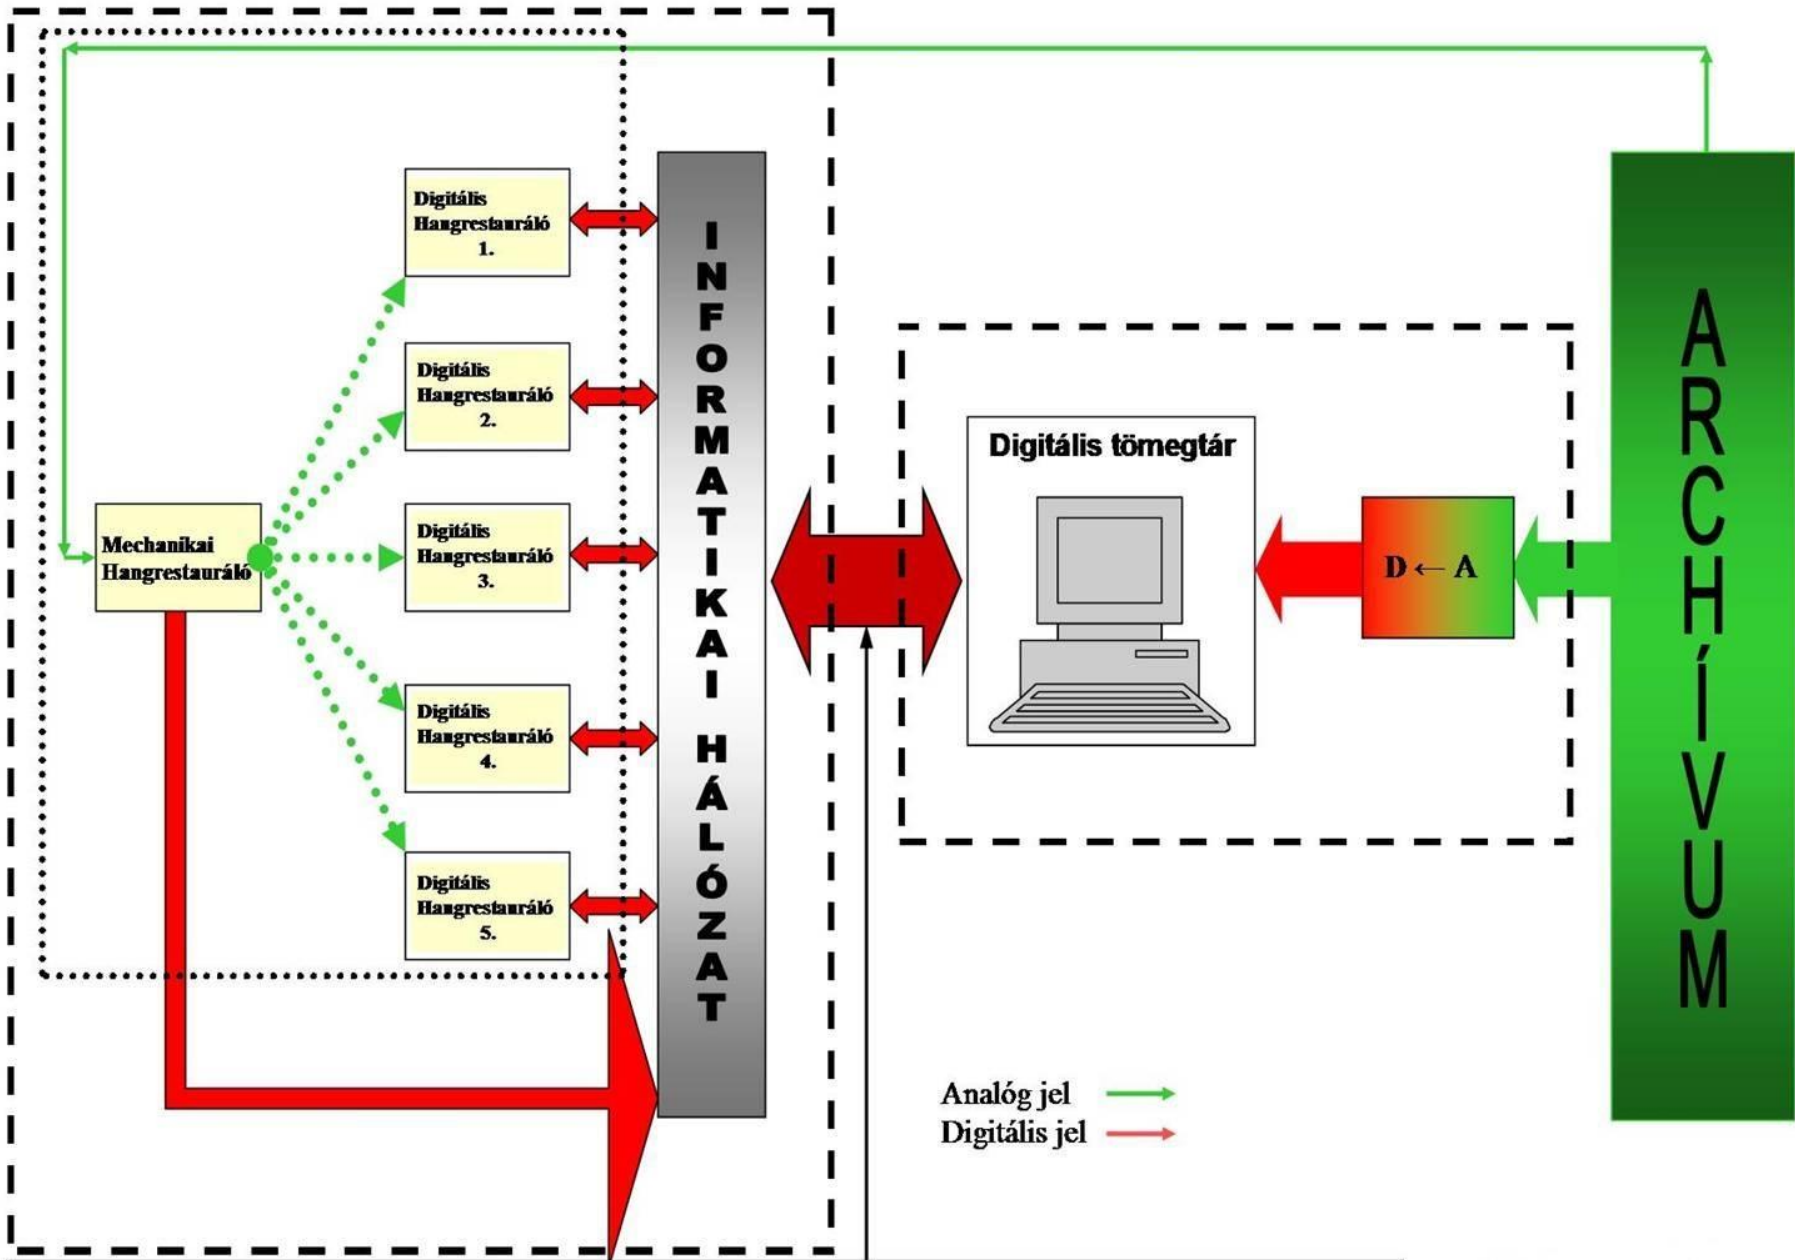 Digitális
Hangrestauráló
1.
Digitális
Hangrestauráló
2.
Mechanikai
Hangrestauráló
Digitális
Hangrestauráló
3.
Digitális
Hangrestauráló
4.
Digitális
Hangrestauráló
5.
INFORMATIKAI HÁLÓZAT
Digitális tömegtár
D ← A
ARCHÍVUM
Analóg jel
Digitális jel